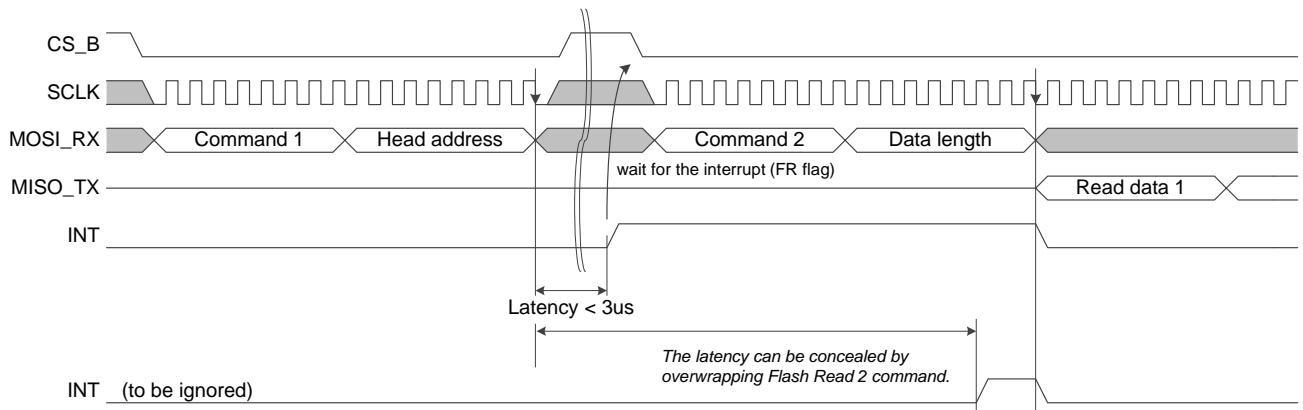 CS_B
SCLK
MOSI_RX Command 1 Head address Command 2 Data length
wait for the interrupt (FR flag)
MISO_TX Read data 1
INT
Latency < 3us
The latency can be concealed by
overwrapping Flash Read 2 command.
INT (to be ignored)